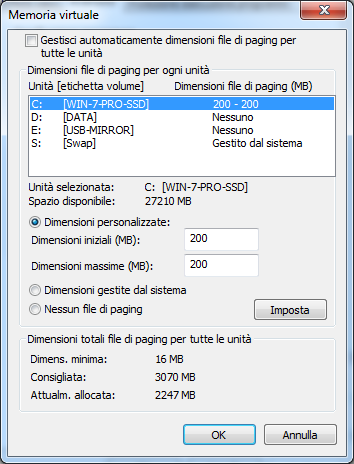 Memoria virtuale
Gestisci automaticamente dimensioni file di paging per
tutte le unità
Dimensioni file di paging per ogni unità
Unità [etichetta volume] Dimensioni file di paging (MB)
C: [WIN-7-PRO-SSD] 200 - 200
D: [DATA] Nessuno
E: [USB-MIRROR] Nessuno
S: [Swap] Gestito dal sistema
Unità selezionata: C: [WIN-7-PRO-SSD]
Spazio disponibile: 27210 MB
Dimensioni personalizzate:
Dimensioni iniziali (MB): 200
Dimensioni massime (MB): 200
Dimensioni gestite dal sistema
Nessun file di paging Imposta
Dimensioni totali file di paging per tutte le unità
Dimens. minima: 16 MB
Consigliata: 3070 MB
Attualm. allocata: 2247 MB
OK Annulla